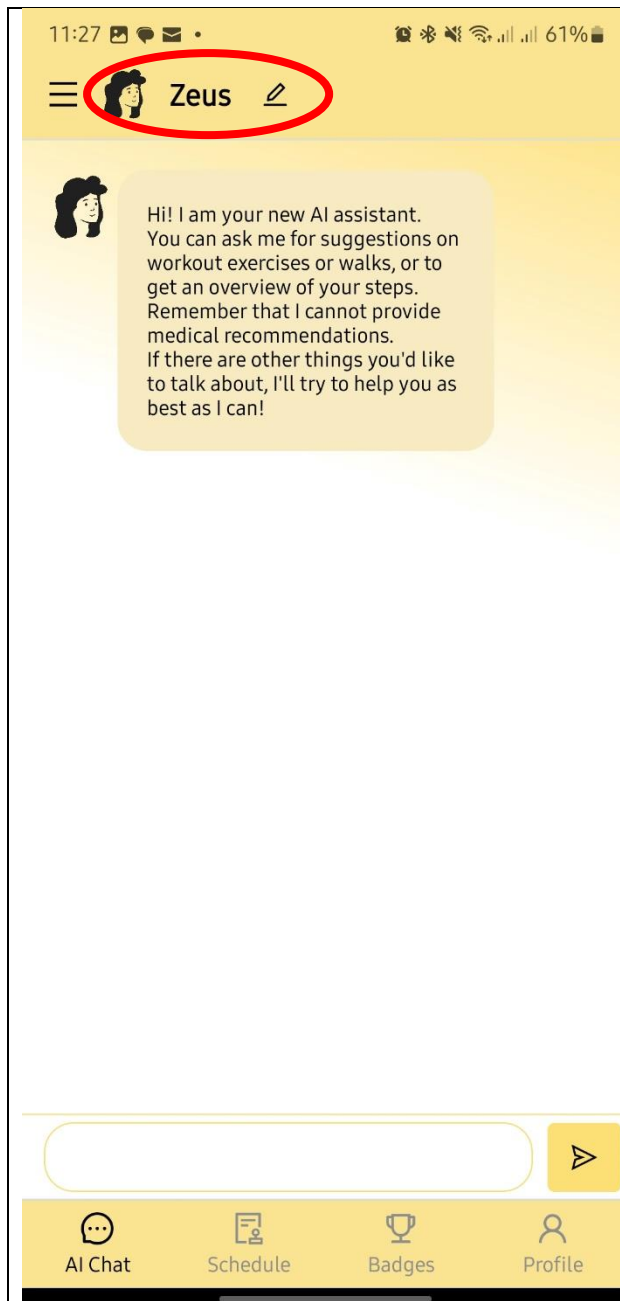 11:27 61%
Zeus
Hi! I am your new AI assistant.
You can ask me for suggestions on
workout exercises or walks, or to
get an overview of your steps.
Remember that I cannot provide
medical recommendations.
If there are other things you'd like
to talk about, I'll try to help you as
best as I can!
AI Chat Schedule Badges Profile